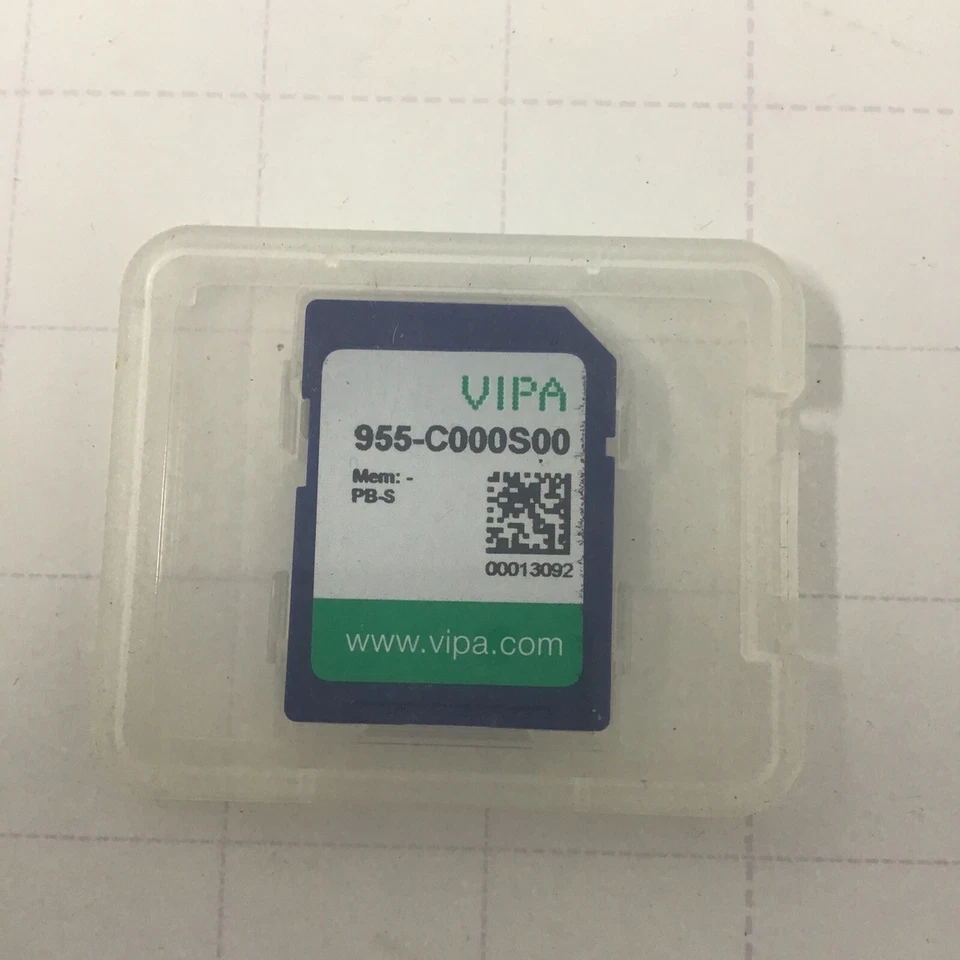 VIPA
955-C000S00
Mem: -
PB-S
00013092
www.vipa.com